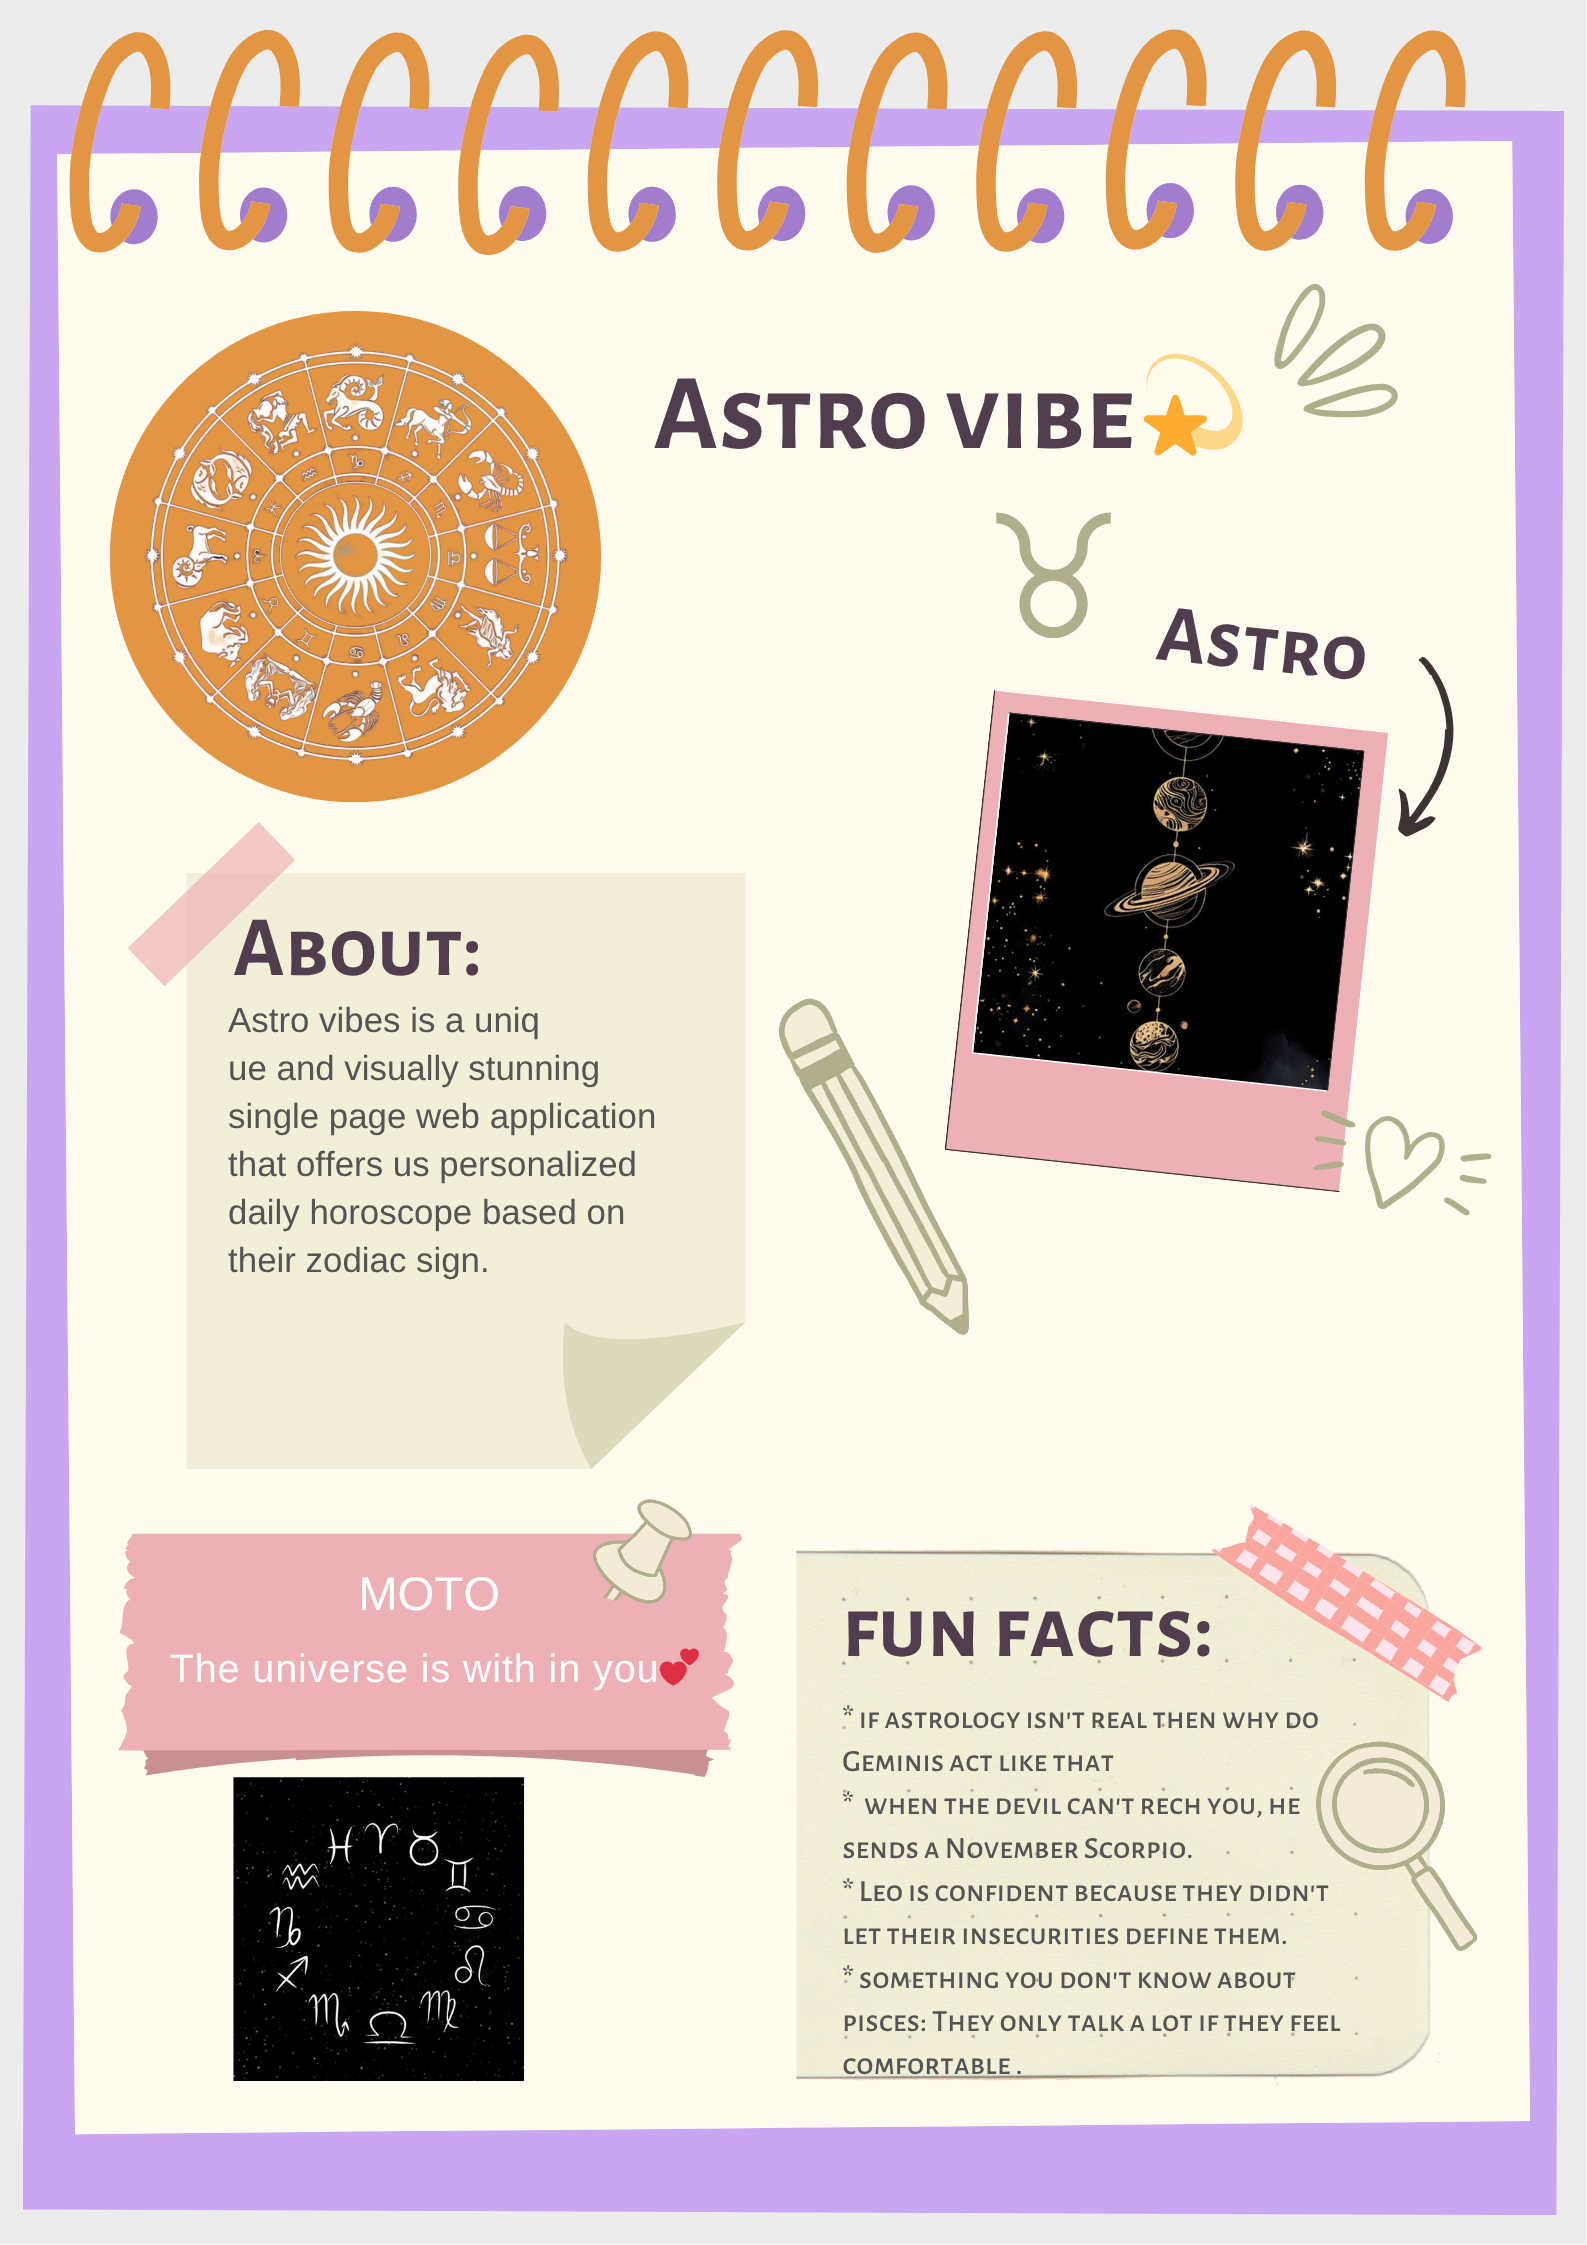 Astro vibe💫
Astro
About:
Astro vibes is a uniq
ue and visually stunning
single page web application
that offers us personalized
daily horoscope based on
their zodiac sign.
MOTO
The universe is with in you💕
fun facts:
* if astrology isn't real then why do
Geminis act like that
* when the devil can't rech you, he
sends a November Scorpio.
* Leo is confident because they didn't
let their insecurities define them.
* something you don't know about
pisces: They only talk a lot if they feel
comfortable .